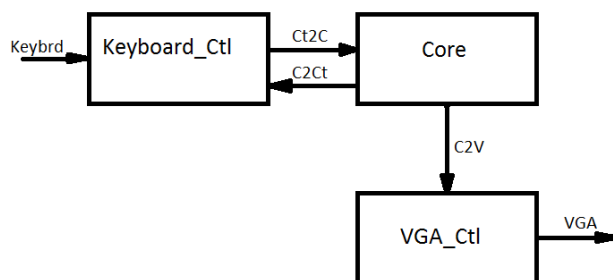 Keybrd
Keyboard_Ctl
Ct2C
C2Ct
Core
C2V
VGA_Ctl
VGA